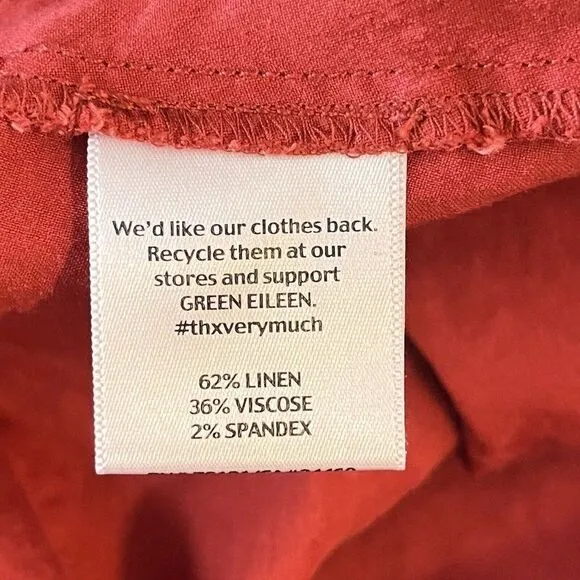 We'd like our clothes back.
Recycle them at our
stores and support
GREEN EILEEN.
#thxverymuch
62% LINEN
36% VISCOSE
2% SPANDEX